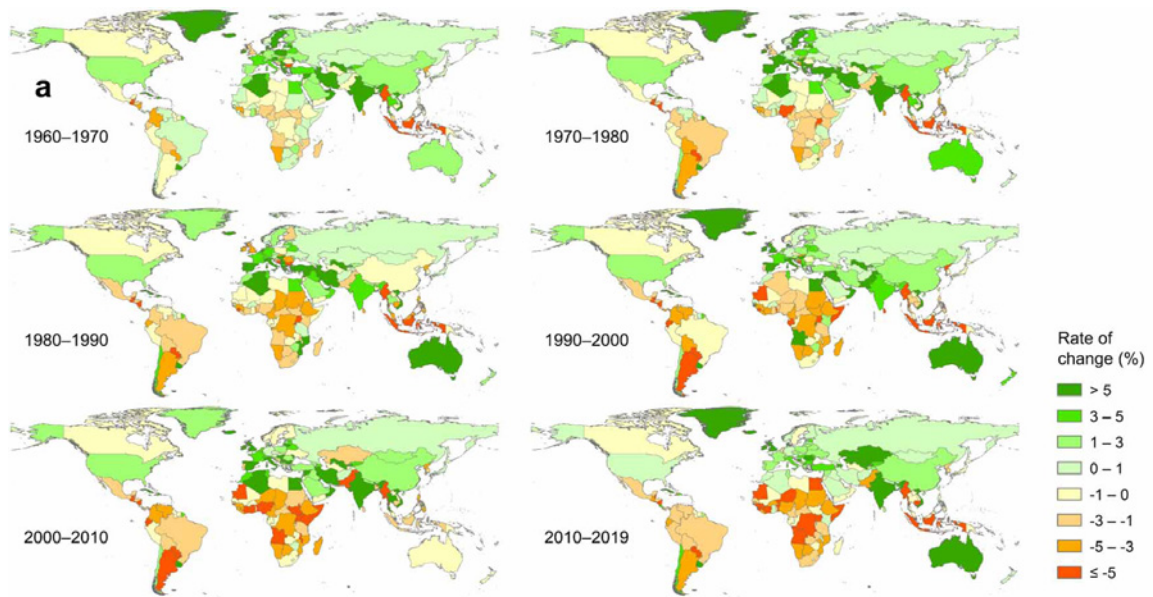 a
1960–1970
1970–1980
1980–1990
1990–2000
2000–2010
2010–2019
Rate of
change (%)
> 5
3 – 5
1 – 3
0 – 1
-1 – 0
-3 – -1
-5 – -3
≤ -5